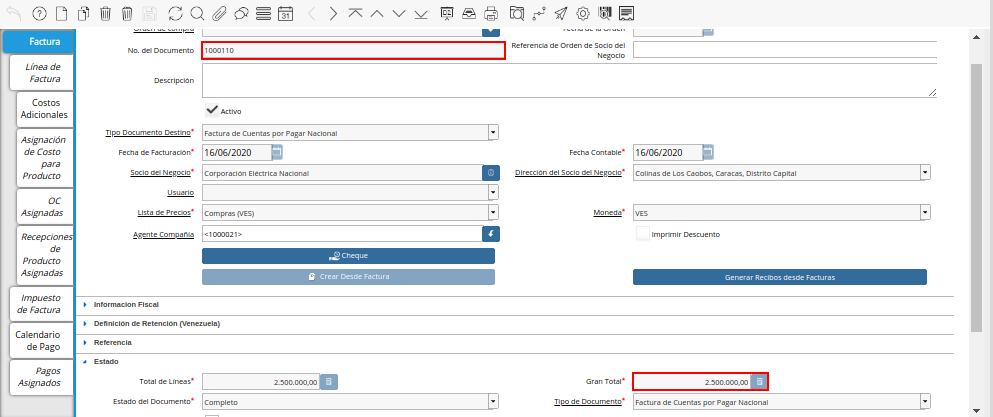 31
Factura
Línea de
Factura
Costos
Adicionales
Asignación
de Costo
para
Producto
OC
Asignadas
Recepciones
de
Producto
Asignadas
Impuesto
de Factura
Calendario
de Pago
Pagos
Asignados
Orden de Compra
Fecha de la Orden
No. del Documento* 1000110
Referencia de Orden de Socio del
Negocio
Descripción
Activo
Tipo Documento Destino* Factura de Cuentas por Pagar Nacional
Fecha de Facturación* 16/06/2020 Fecha Contable* 16/06/2020
Socio del Negocio* Corporación Eléctrica Nacional Dirección del Socio del Negocio* Colinas de Los Caobos, Caracas, Distrito Capital
Usuario
Lista de Precios* Compras (VES) Moneda* VES
Agente Compañía <1000021> Imprimir Descuento
Cheque
Crear Desde Factura Generar Recibos desde Facturas
Informacion Fiscal
Definición de Retención (Venezuela)
Referencia
Estado
Total de Líneas* 2.500.000,00 Gran Total* 2.500.000,00
Estado del Documento* Completo Tipo de Documento* Factura de Cuentas por Pagar Nacional